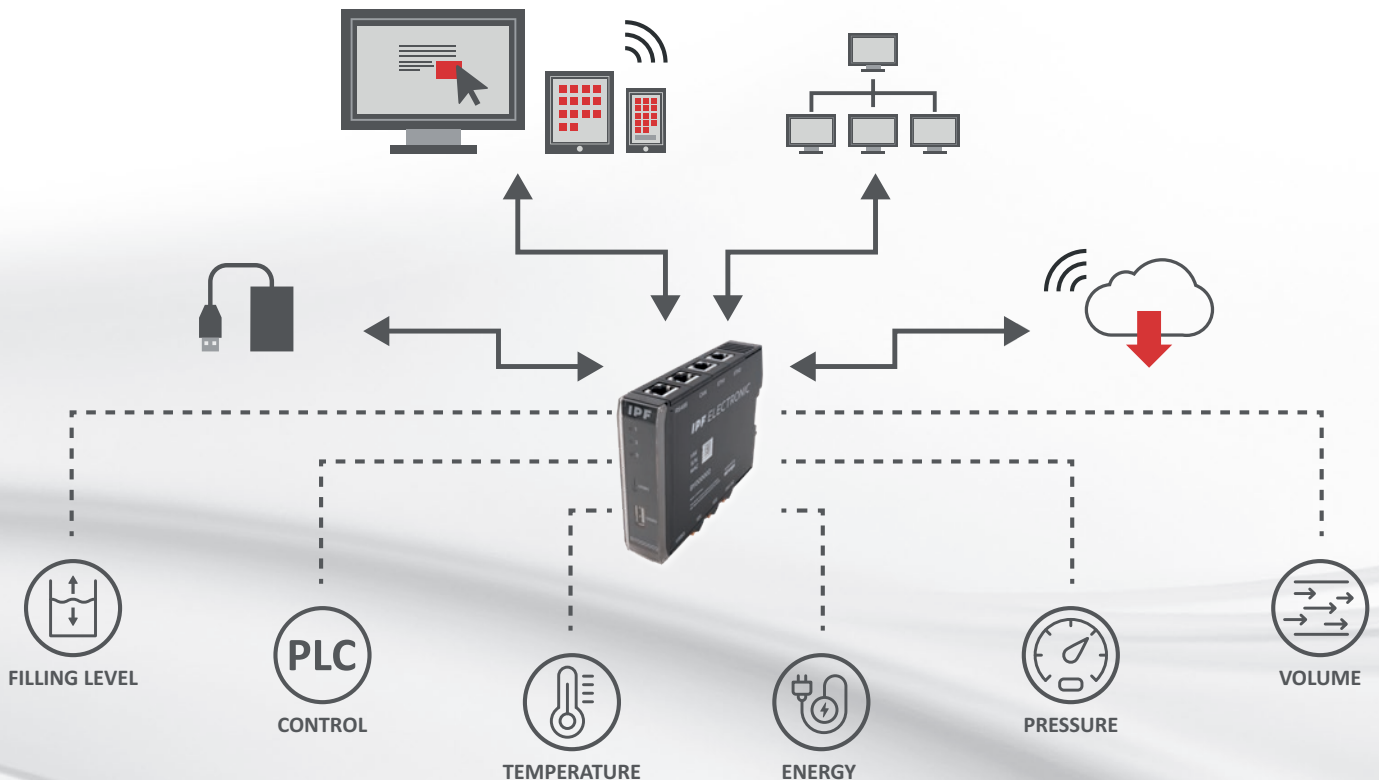 IPF
IPF ELECTRONIC
FILLING LEVEL
PLC
CONTROL
TEMPERATURE
ENERGY
PRESSURE
VOLUME